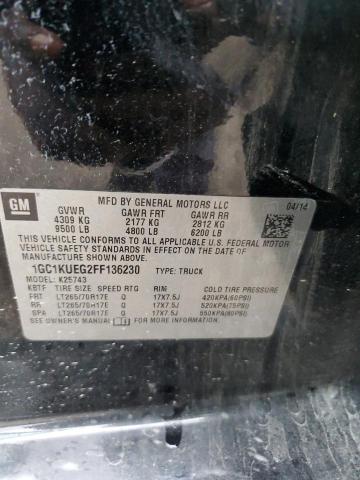 GM
MFD BY GENERAL MOTORS LLC
04/14
GVWR GAWR FRT GAWR RR
4309 KG 2177 KG 2812 KG
9500 LB 4800 LB 6200 LB
THIS VEHICLE CONFORMS TO ALL APPLICABLE U.S. FEDERAL MOTOR
VEHICLE SAFETY STANDARDS IN EFFECT ON THE DATE OF
MANUFACTURE SHOWN ABOVE.
1GC1KUEG2FF136230 TYPE: TRUCK
MODEL: K25743
KBTF TIRE SIZE SPEED RTG RIM COLD TIRE PRESSURE
FRT LT265/70R17E Q 17X7.5J 420KPA(60PSI)
RR LT265/70R17E Q 17X7.5J 520KPA(75PSI)
SPA LT265/70R17E Q 17X7.5J 550KPA(80PSI)
SEE OWNER'S MANUAL FOR ADDITIONAL INFORMATION